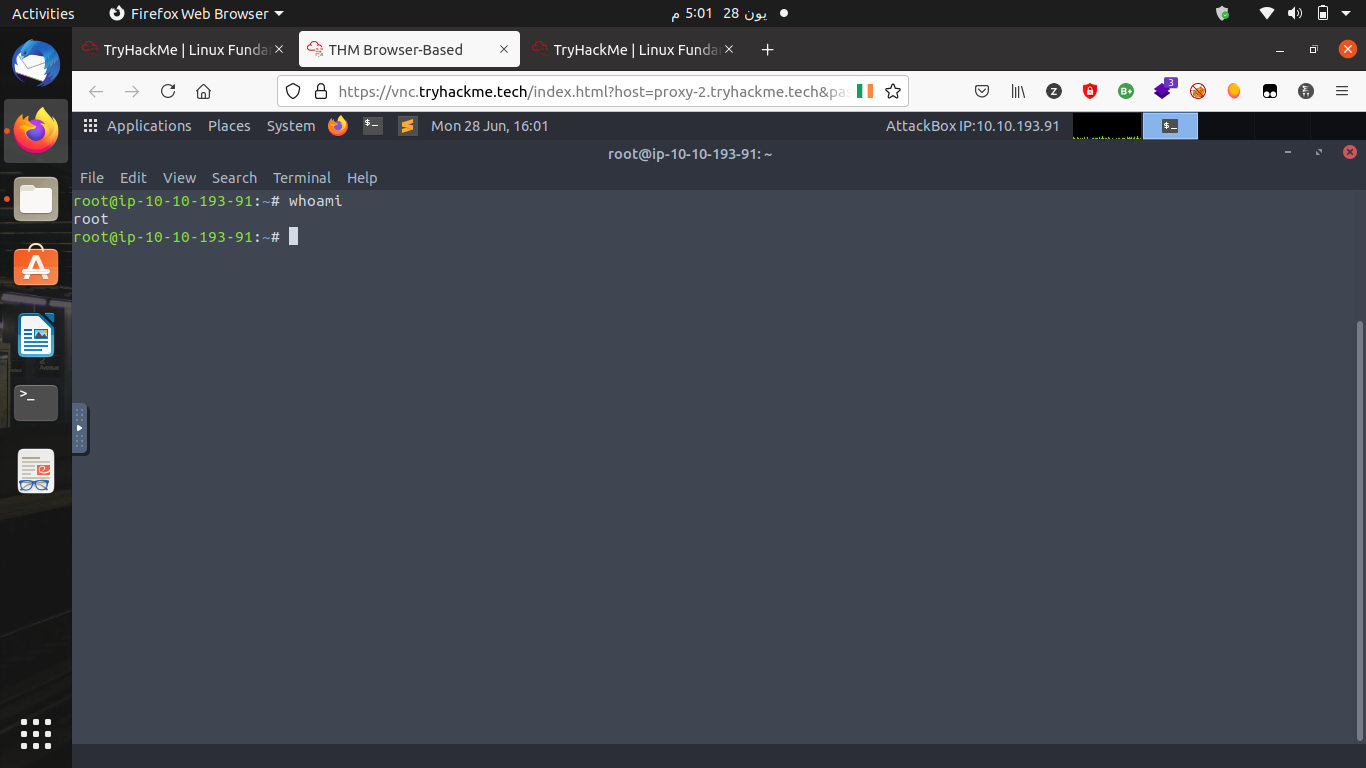 Activities Firefox Web Browser 5:01 م 28 يون
TryHackMe | Linux Funda THM Browser-Based TryHackMe | Linux Funda
https://vnc.tryhackme.tech/index.html?host=proxy-2.tryhackme.tech&pa
Z B+ 3
Applications Places System $_ Mon 28 Jun, 16:01 AttackBox IP:10.10.193.91 $_
root@ip-10-10-193-91: ~
File Edit View Search Terminal Help
root@ip-10-10-193-91:~# whoami
root
root@ip-10-10-193-91:~#
>_